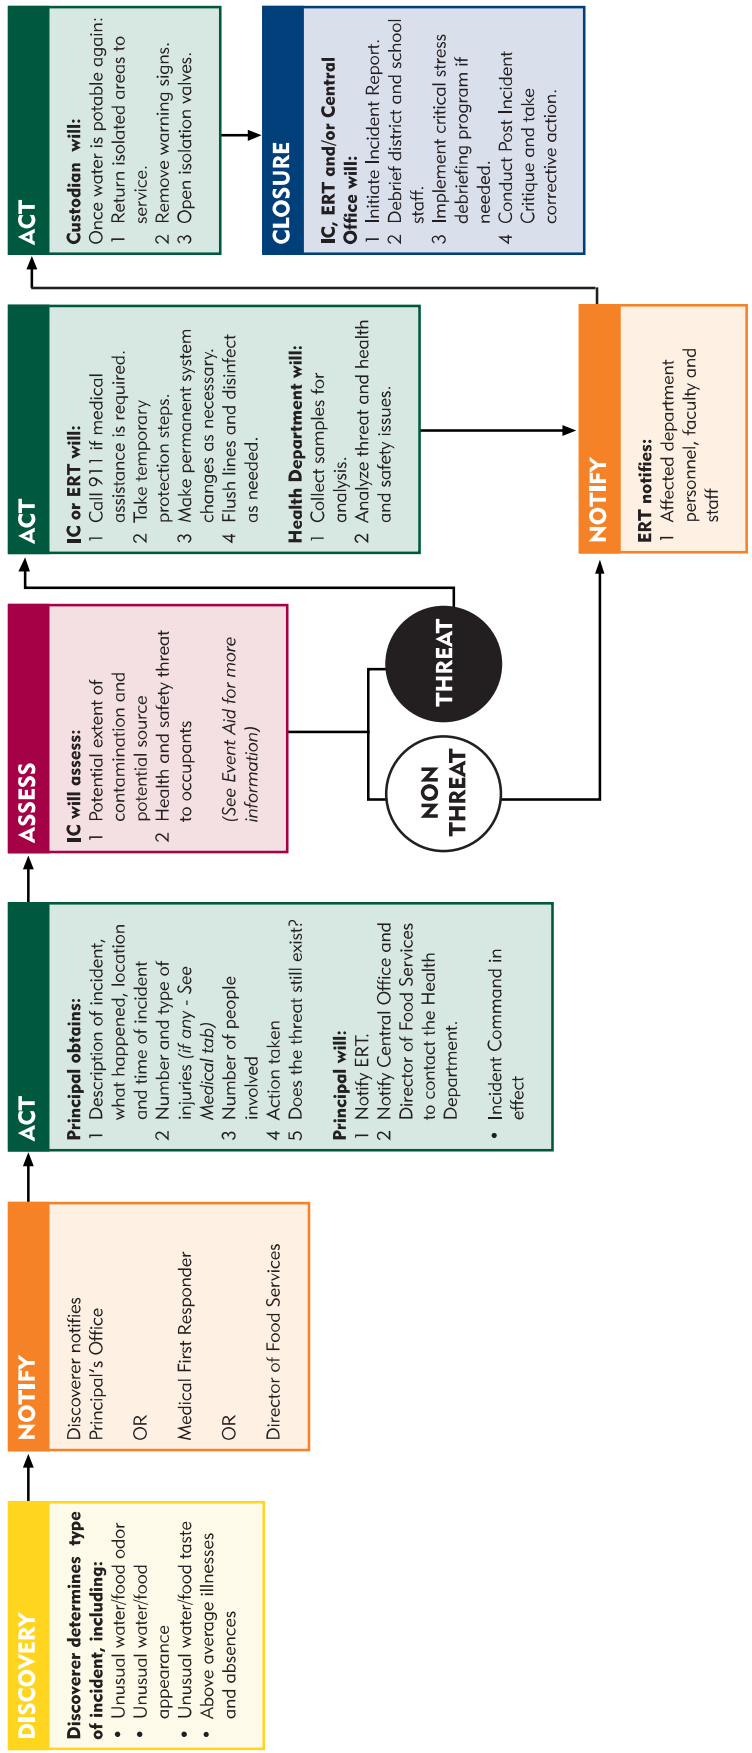 DISCOVERY
Discoverer determines type
of incident, including:
• Unusual water/food odor
• Unusual water/food
appearance
• Unusual water/food taste
• Above average illnesses
and absences
NOTIFY
Discoverer notifies
Principal's Office
OR
Medical First Responder
OR
Director of Food Services
ACT
Principal obtains:
1 Description of incident,
what happened, location
and time of incident
2 Number and type of
injuries (if any - See
Medical tab)
3 Number of people
involved
4 Action taken
5 Does the threat still exist?
Principal will:
1 Notify ERT.
2 Notify Central Office and
Director of Food Services
to contact the Health
Department.
• Incident Command in
effect
ASSESS
IC will assess:
1 Potential extent of
contamination and
potential source
2 Health and safety threat
to occupants
(See Event Aid for more
information)
NON
THREAT
THREAT
ACT
IC or ERT will:
1 Call 911 if medical
assistance is required.
2 Take temporary
protection steps.
3 Make permanent system
changes as necessary.
4 Flush lines and disinfect
as needed.
Health Department will:
1 Collect samples for
analysis.
2 Analyze threat and health
and safety issues.
NOTIFY
ERT notifies:
1 Affected department
personnel, faculty and
staff
ACT
Custodian will:
Once water is potable again:
1 Return isolated areas to
service.
2 Remove warning signs.
3 Open isolation valves.
CLOSURE
IC, ERT and/or Central
Office will:
1 Initiate Incident Report.
2 Debrief district and school
staff.
3 Implement critical stress
debriefing program if
needed.
4 Conduct Post Incident
Critique and take
corrective action.